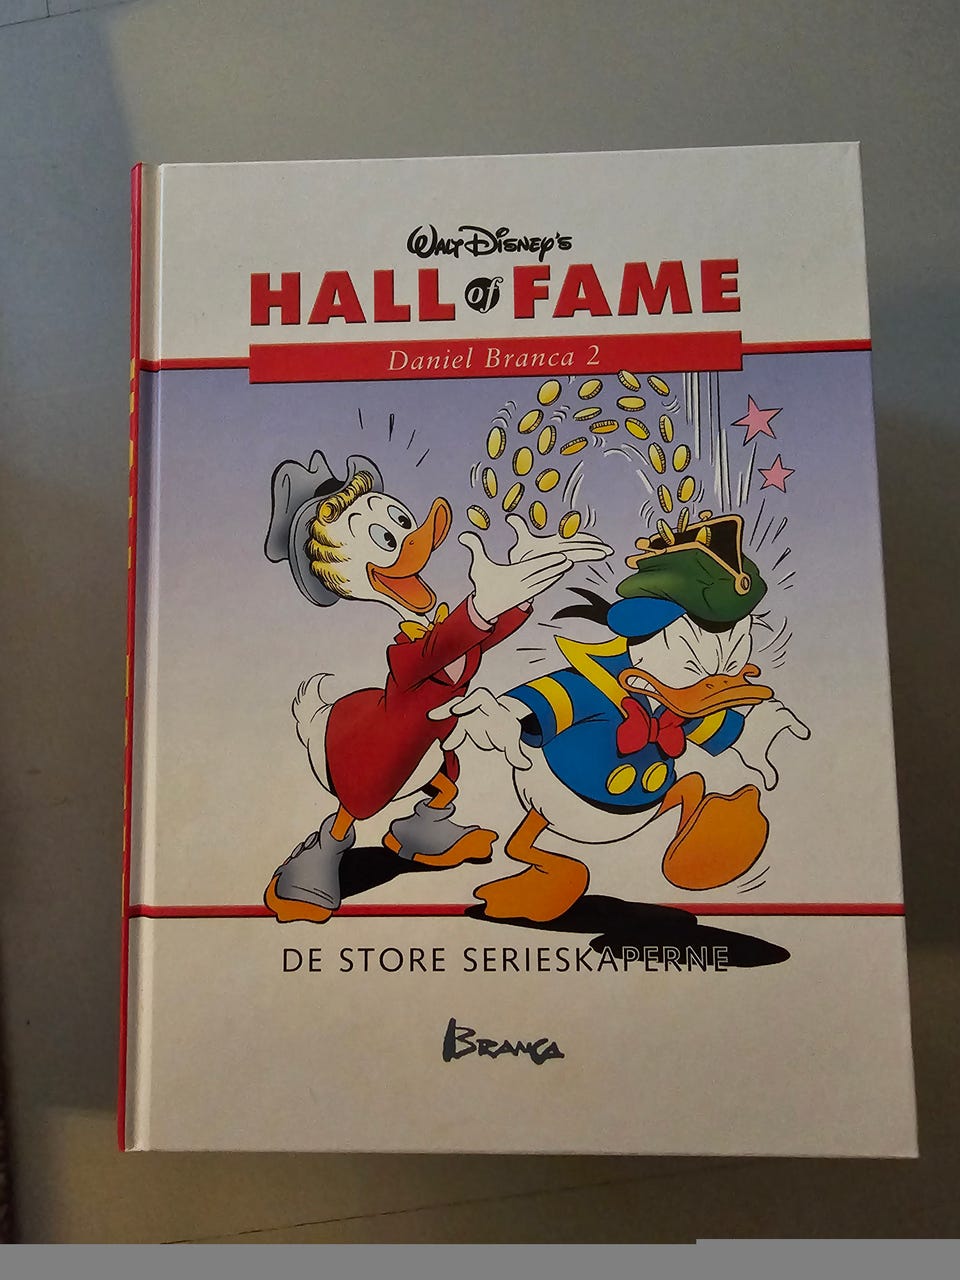 WALT DISNEY'S
HALL of FAME
Daniel Branca 2
DE STORE SERIESKAPERNE
BRANCA